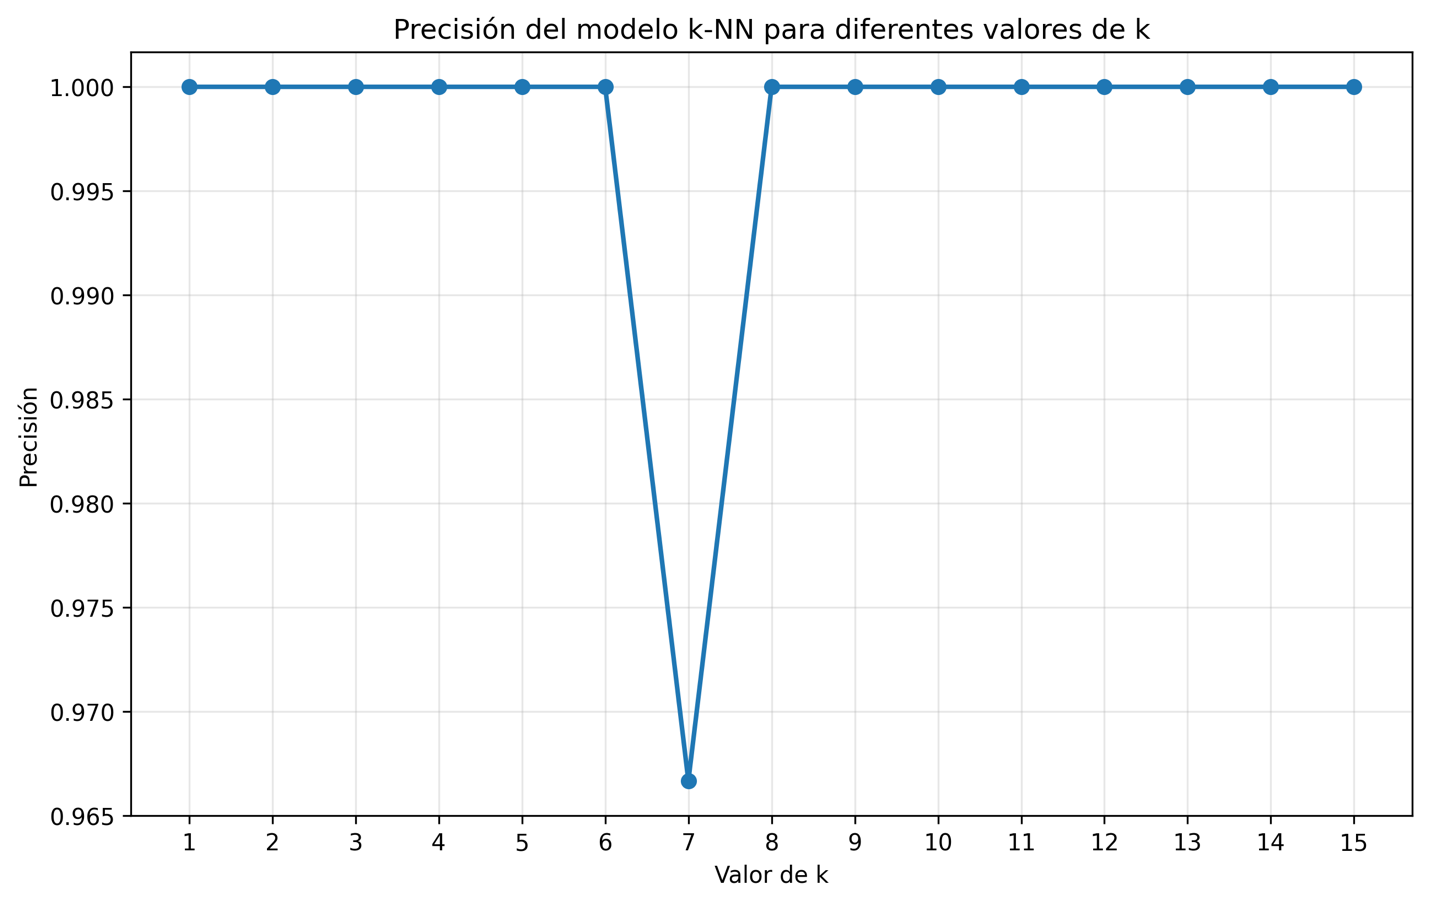 Precisión del modelo k-NN para diferentes valores de k
1.000
0.995
0.990
0.985
0.980
0.975
0.970
0.965
Precisión
1 2 3 4 5 6 7 8 9 10 11 12 13 14 15
Valor de k